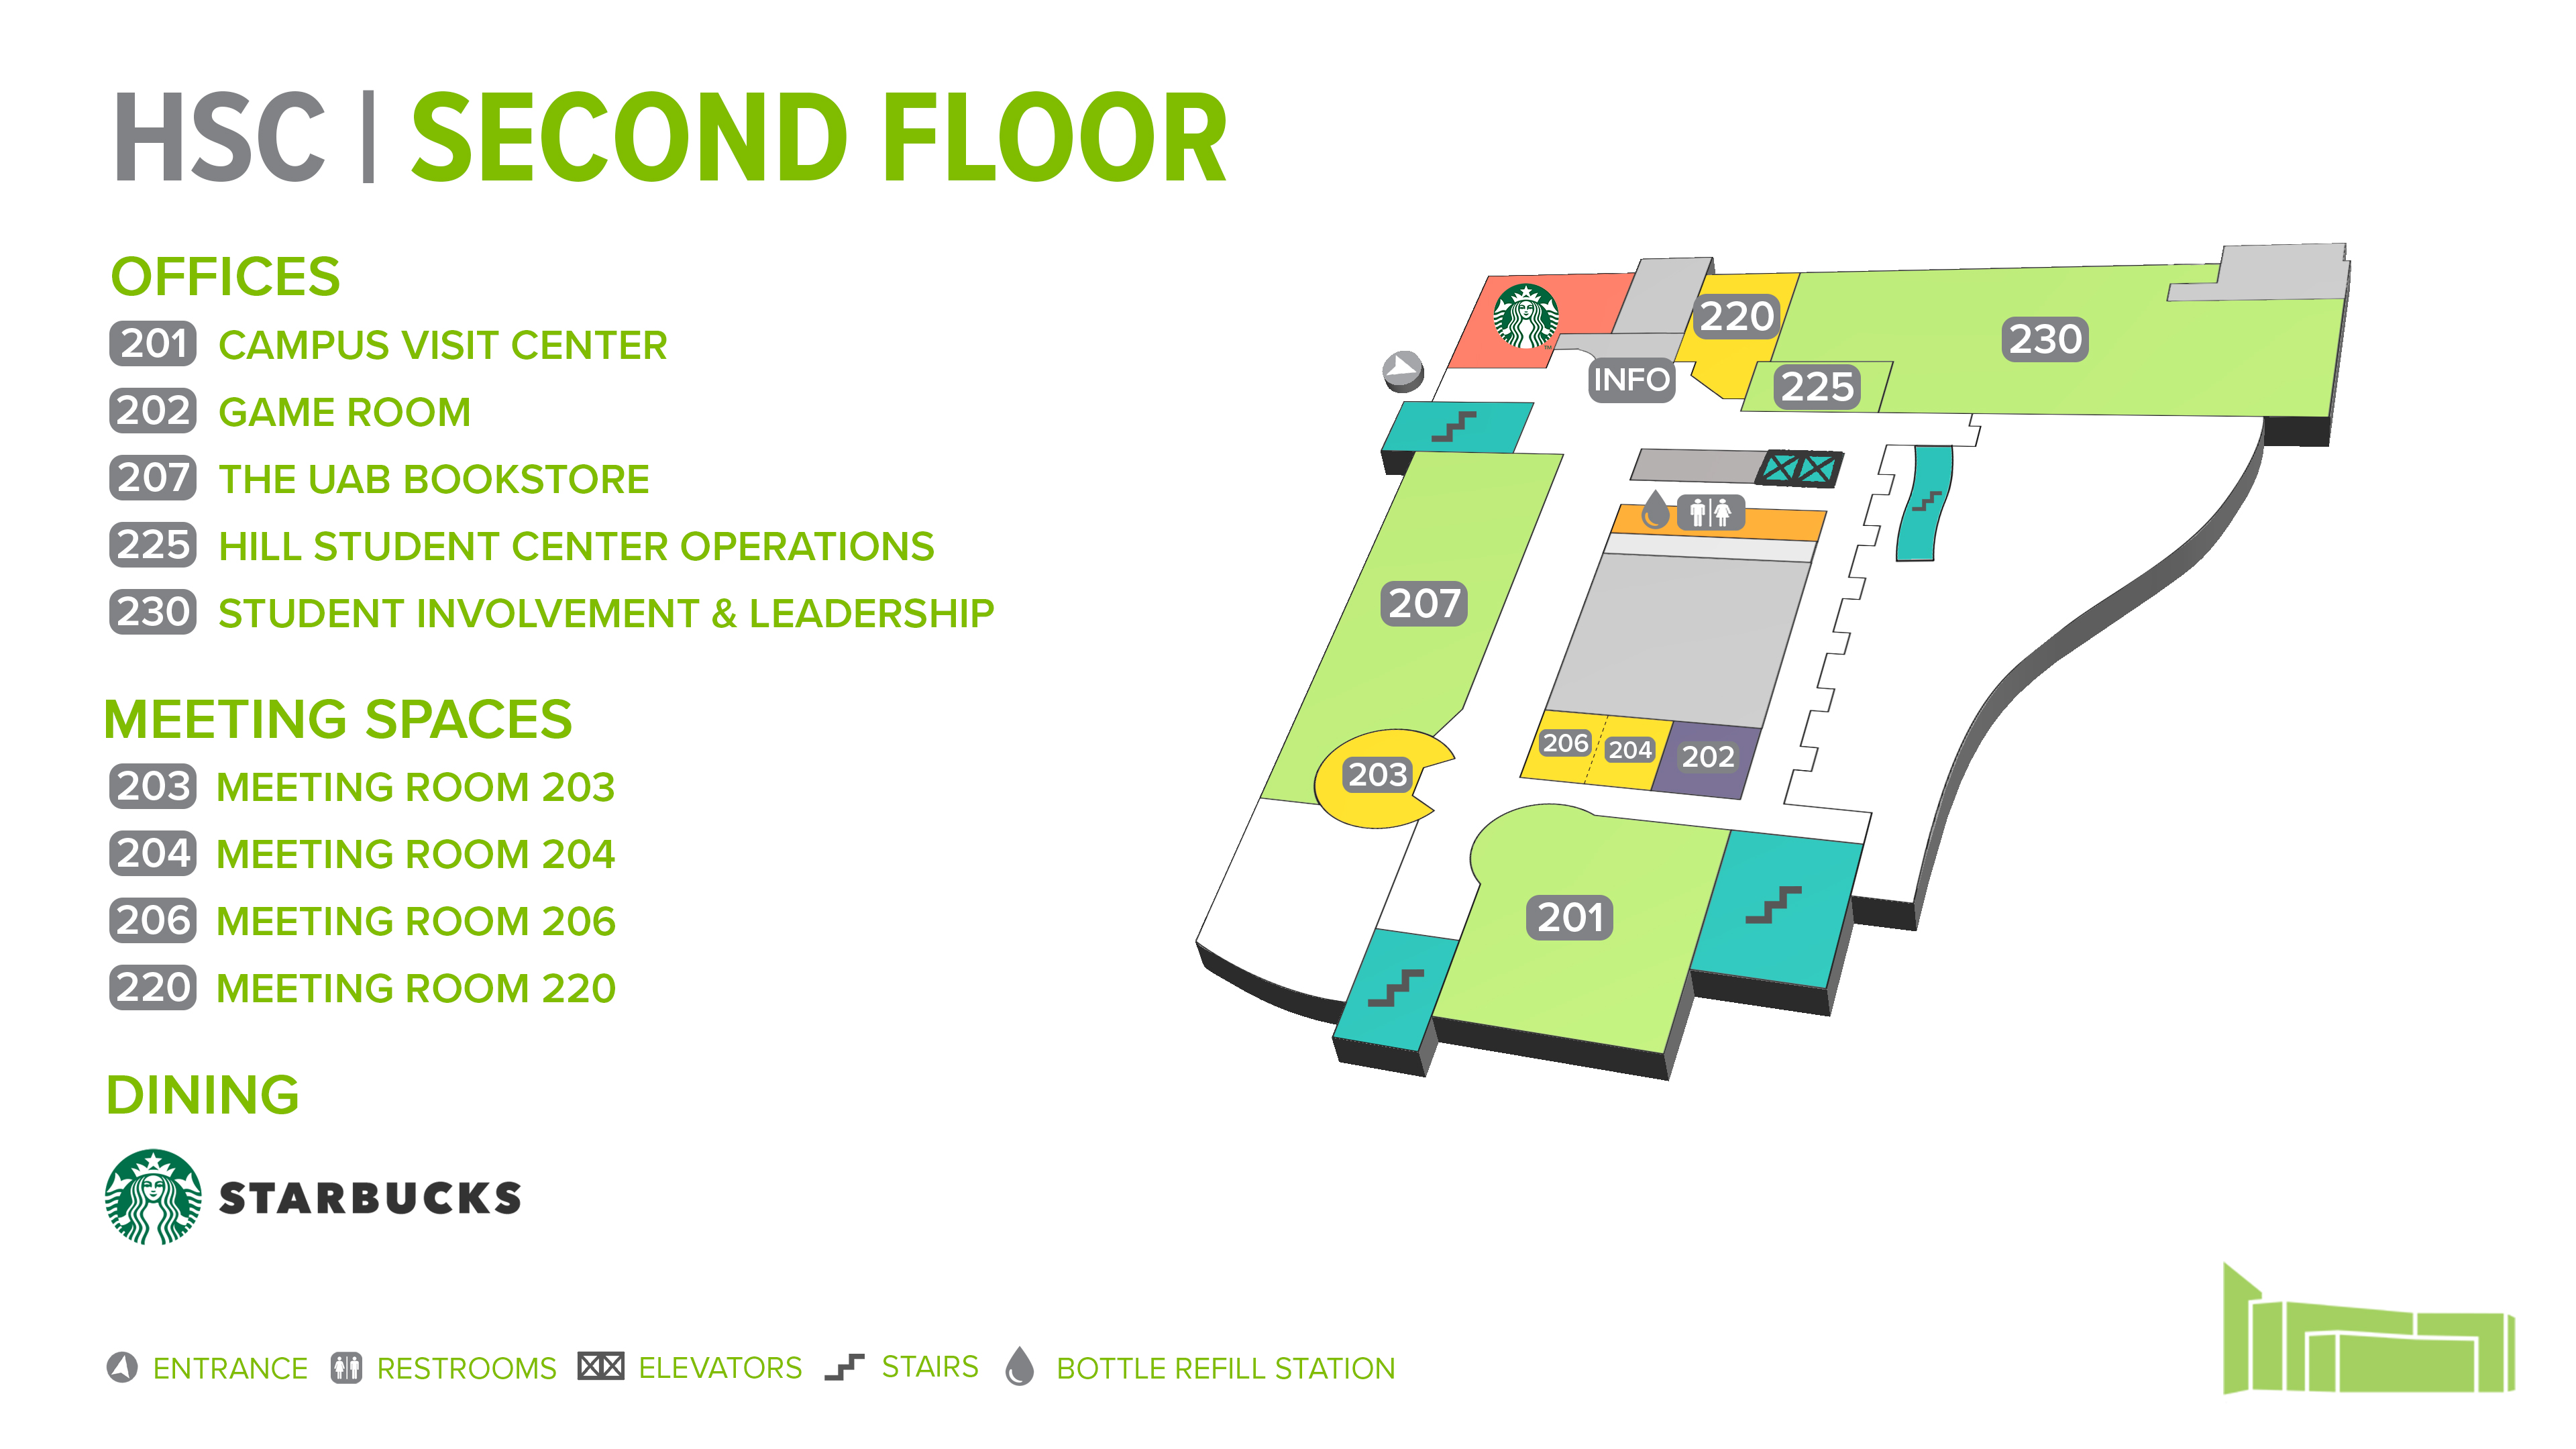 HSC | SECOND FLOOR
OFFICES
201 CAMPUS VISIT CENTER
202 GAME ROOM
207 THE UAB BOOKSTORE
225 HILL STUDENT CENTER OPERATIONS
230 STUDENT INVOLVEMENT & LEADERSHIP
MEETING SPACES
203 MEETING ROOM 203
204 MEETING ROOM 204
206 MEETING ROOM 206
220 MEETING ROOM 220
DINING
STARBUCKS
220
230
INFO
225
207
206
204
202
203
201
TM
ENTRANCE RESTROOMS ELEVATORS STAIRS BOTTLE REFILL STATION